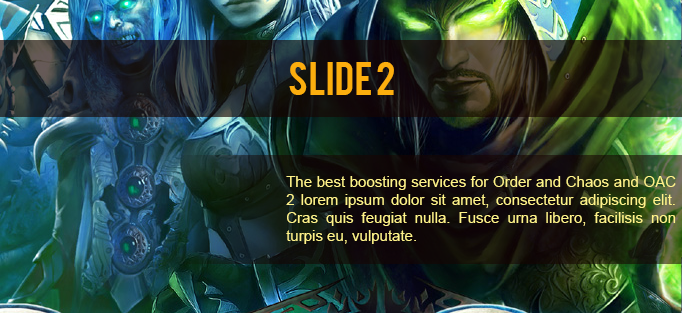 SLIDE 2
The best boosting services for Order and Chaos and OAC
2 lorem ipsum dolor sit amet, consectetur adipiscing elit.
Cras quis feugiat nulla. Fusce urna libero, facilisis non
turpis eu, vulputate.